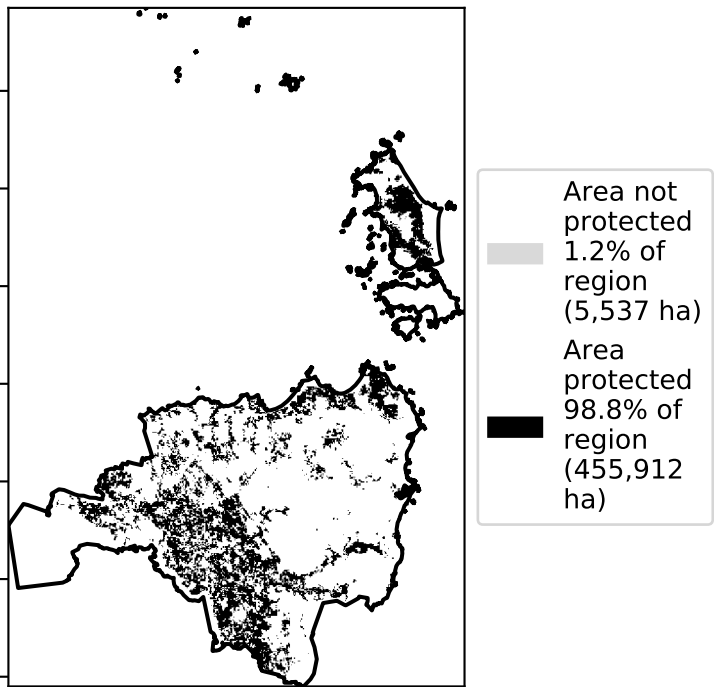 Area not
protected
1.2% of
region
(5,537 ha)
Area
protected
98.8% of
region
(455,912
ha)